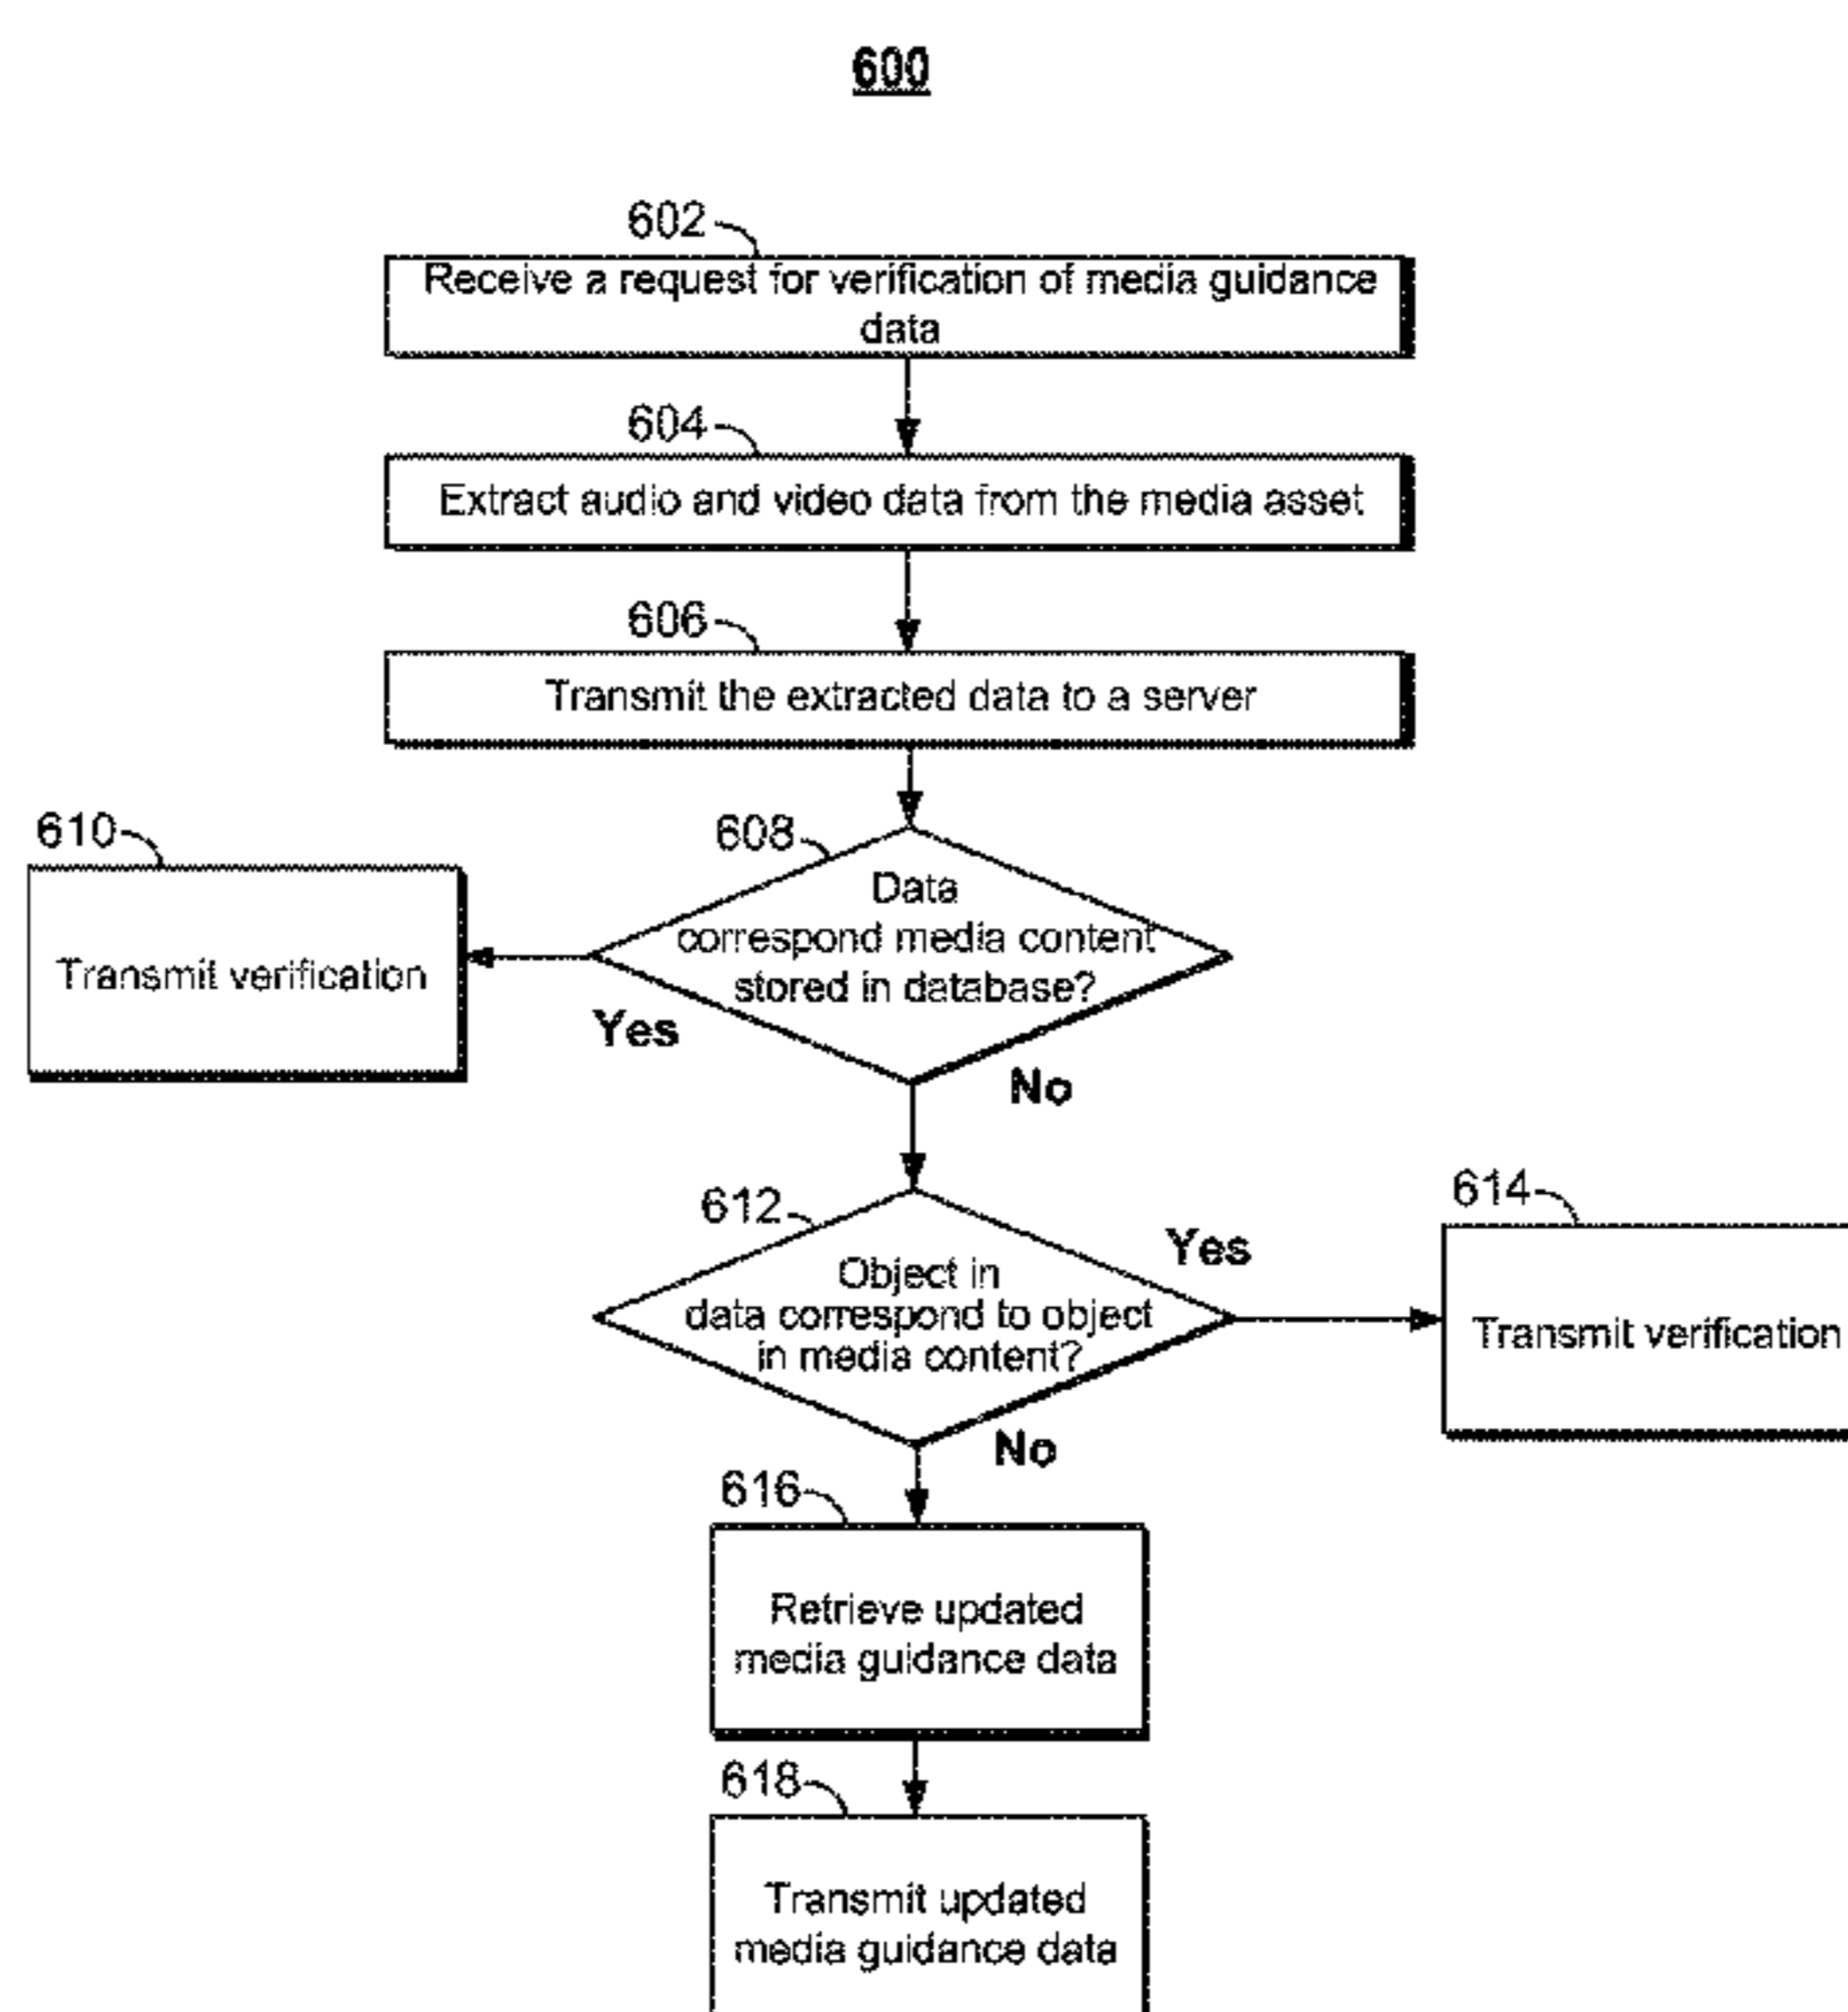 600
602
Receive a request for verification of media guidance
data
604
Extract audio and video data from the media asset
606
Transmit the extracted data to a server
608
Data
correspond media content
stored in database?
610
Transmit verification
Yes
No
612
Object in
data correspond to object
in media content?
Yes
614
Transmit verification
No
616
Retrieve updated
media guidance data
618
Transmit updated
media guidance data